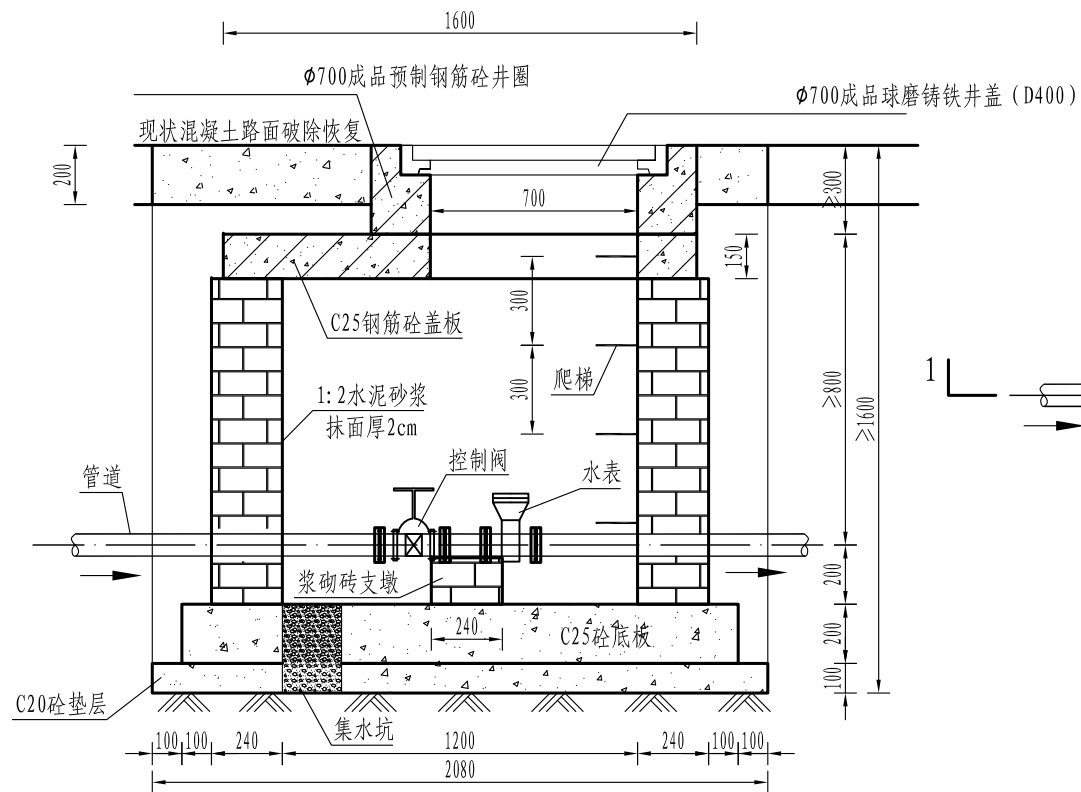 1600
Φ700成品预制钢筋砼井圈
Φ700成品球磨铸铁井盖（D400）
现状混凝土路面破除恢复
200
700
≥300
150
300
C25钢筋砼盖板
爬梯
300
≥800
≥1600
1
1:2水泥砂浆
抹面厚2cm
控制阀
水表
管道
浆砌砖支墩
200
240
C25砼底板
200
C20砼垫层
100
集水坑
100
100
240
1200
240
100
100
2080